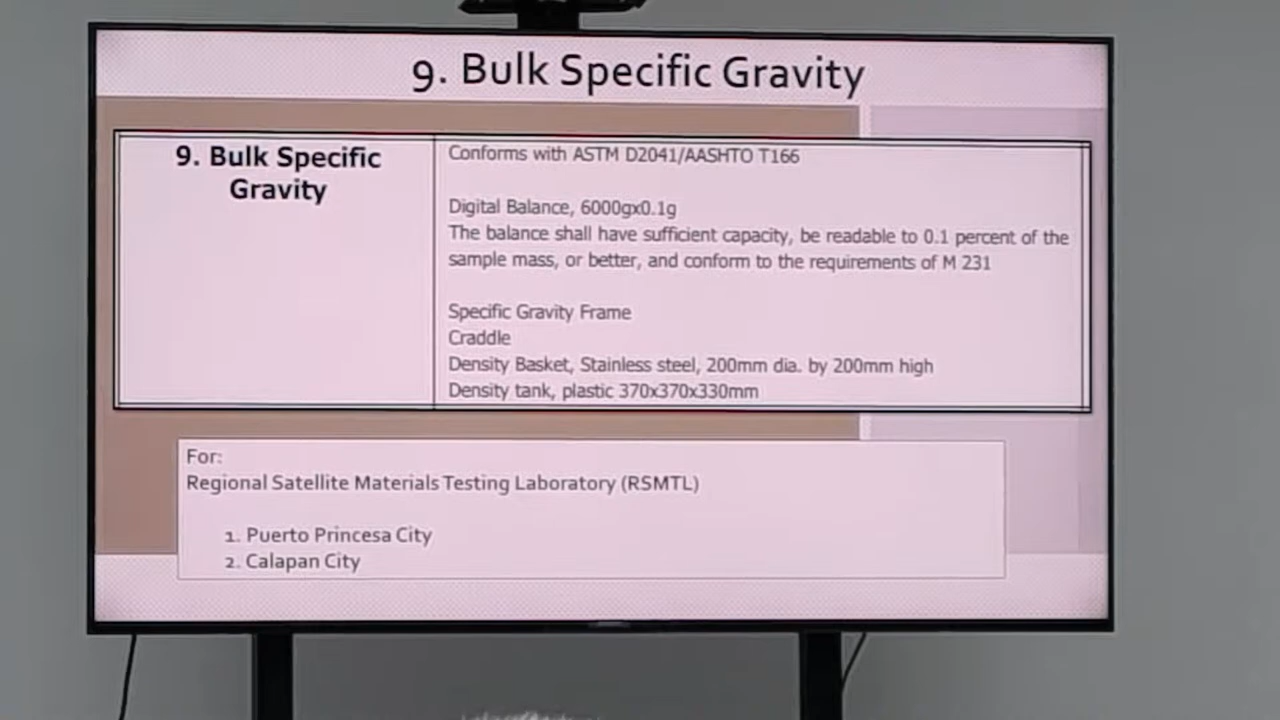 9. Bulk Specific Gravity
9. Bulk Specific
Gravity
Conforms with ASTM D2041/AASHTO T166
Digital Balance, 6000gx0.1g
The balance shall have sufficient capacity, be readable to 0.1 percent of the
sample mass, or better, and conform to the requirements of M 231
Specific Gravity Frame
Craddle
Density Basket, Stainless steel, 200mm dia. by 200mm high
Density tank, plastic 370x370x330mm
For:
Regional Satellite Materials Testing Laboratory (RSMTL)
1. Puerto Princesa City
2. Calapan City